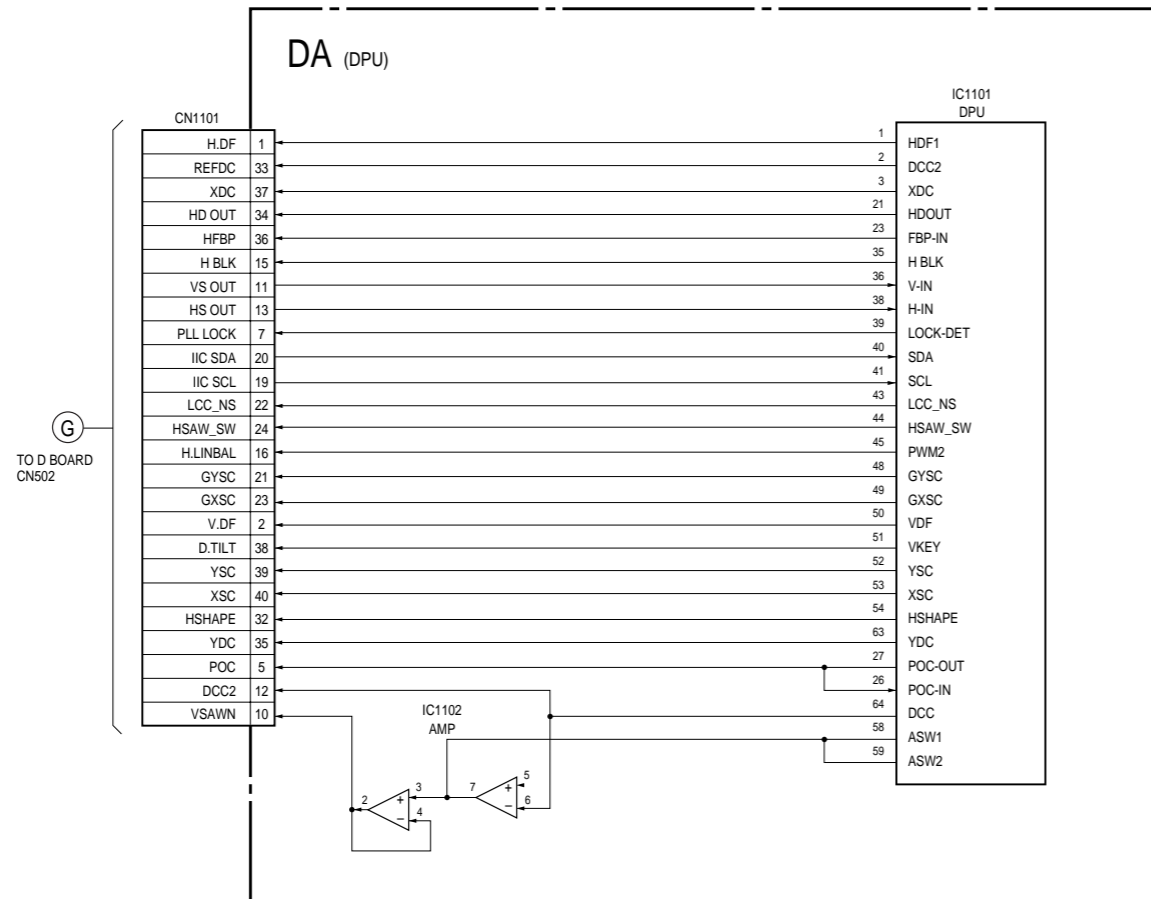 DA (DPU)
IC1101
DPU
CN1101
H.DF 1 1 HDF1
REFDC 33 2 DCC2
XDC 37 3 XDC
HD OUT 34 21 HDOUT
HFBP 36 23 FBP-IN
H BLK 15 35 H BLK
VS OUT 11 36 V-IN
HS OUT 13 38 H-IN
PLL LOCK 7 39 LOCK-DET
IIC SDA 20 40 SDA
IIC SCL 19 41 SCL
LCC_NS 22 43 LCC_NS
HSAW_SW 24 44 HSAW_SW
H.LINBAL 16 45 PWM2
GYSC 21 48 GYSC
GXSC 23 49 GXSC
V.DF 2 50 VDF
D.TILT 38 51 VKEY
YSC 39 52 YSC
XSC 40 53 XSC
HSHAPE 32 54 HSHAPE
YDC 35 63 YDC
POC 5 27 POC-OUT
26 POC-IN
DCC2 12 64 DCC
VSAWN 10 58 ASW1
59 ASW2
G
TO D BOARD
CN502
IC1102
AMP
2 + 3 7 + 5
– 4 – 6